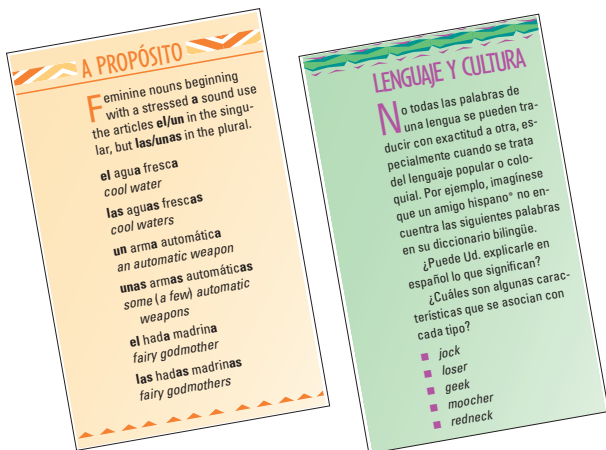 A PROPÓSITO
Feminine nouns beginning
with a stressed a sound use
the articles el/un in the singu-
lar, but las/unas in the plural.
el agua fresca
cool water
las aguas frescas
cool waters
un arma automática
an automatic weapon
unas armas automáticas
some (a few) automatic
weapons
el hada madrina
fairy godmother
las hadas madrinas
fairy godmothers
LENGUAJE Y CULTURA
No todas las palabras de
una lengua se pueden tra-
ducir con exactitud a otra, es-
pecialmente cuando se trata
del lenguaje popular o colo-
quial. Por ejemplo, imagínese
que un amigo hispano* no en-
cuentra las siguientes palabras
en su diccionario bilingüe.
¿Puede Ud. explicarle en
español lo que significan?
¿Cuáles son algunas carac-
terísticas que se asocian con
cada tipo?
■ jock
■ loser
■ geek
■ moocher
■ redneck